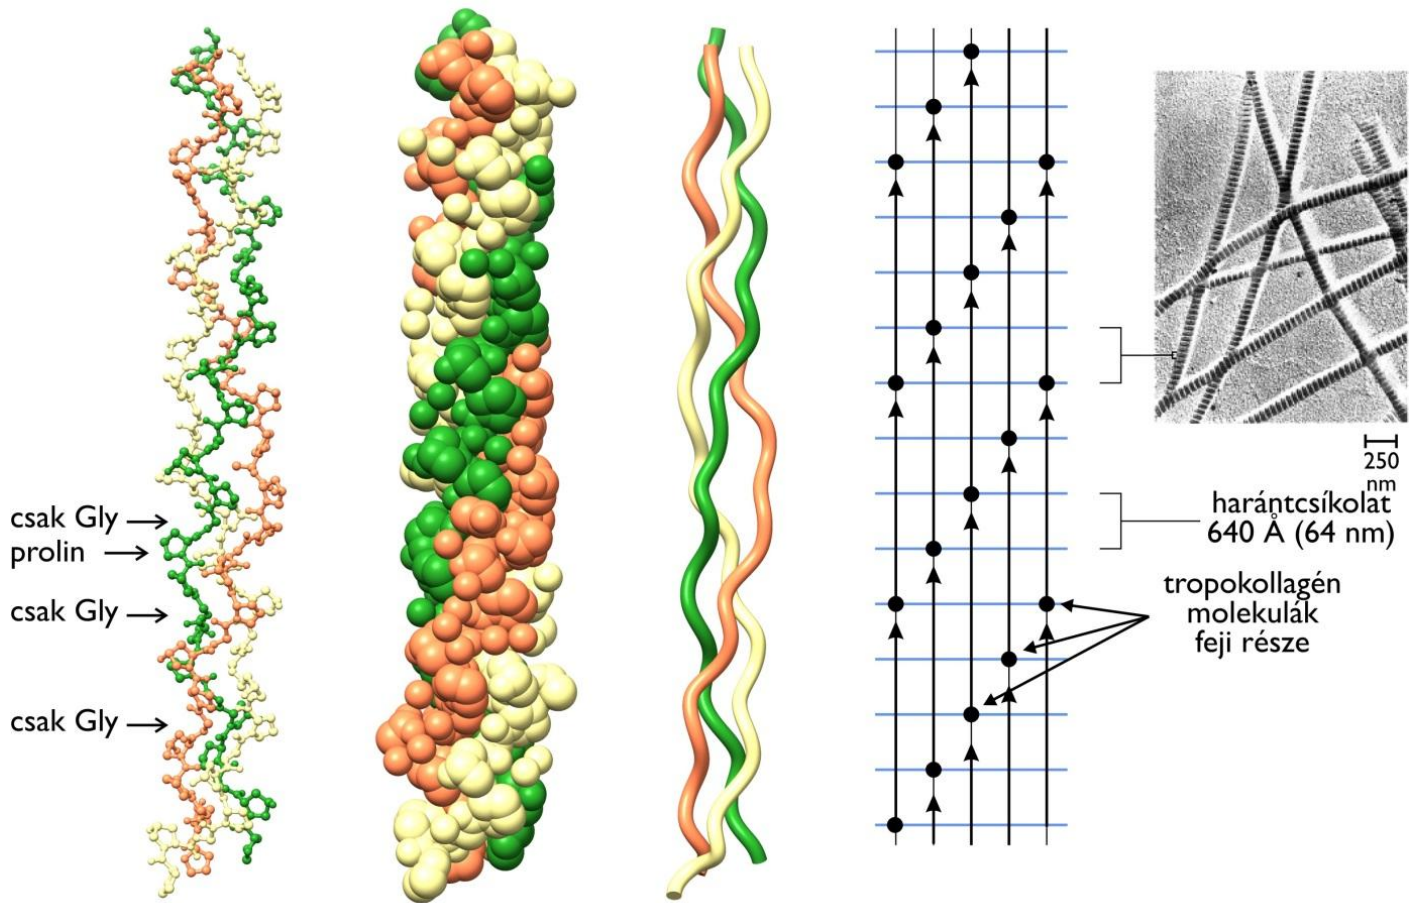 csak Gly
prolin
csak Gly
csak Gly
250
nm
harántcsíkolat
640 Å (64 nm)
tropokollagén
molekulák
feji része